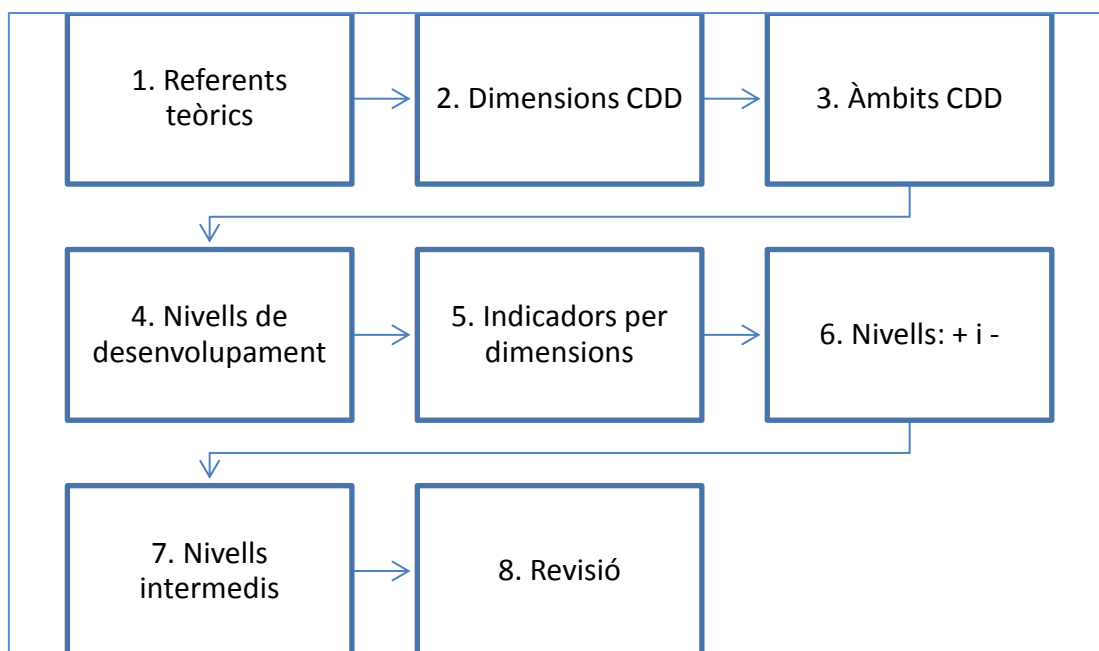 1. Referents
teòrics
2. Dimensions CDD
3. Àmbits CDD
4. Nivells de
desenvolupament
5. Indicadors per
dimensions
6. Nivells: + i -
7. Nivells
intermedis
8. Revisió